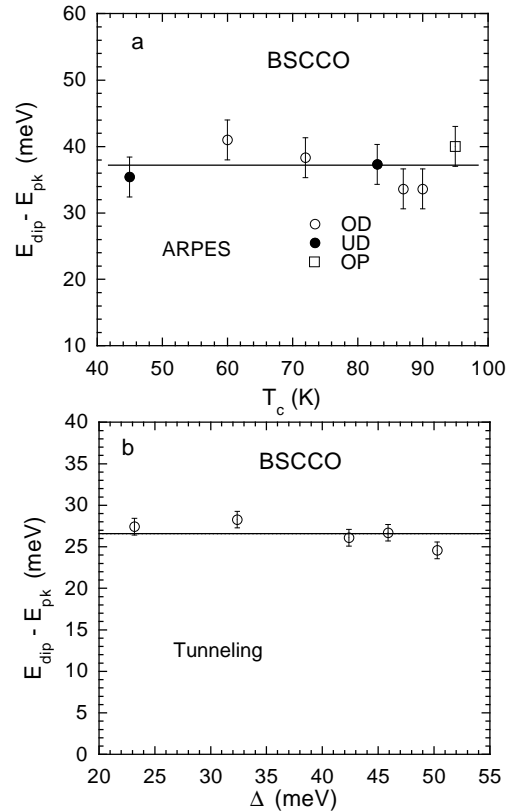 a
BSCCO
60
50
40
30
20
10
E_dip - E_pk (meV)
OD
UD
OP
ARPES
40 50 60 70 80 90 100
T_c (K)
b
BSCCO
40
35
30
25
20
15
10
5
0
E_dip - E_pk (meV)
Tunneling
20 25 30 35 40 45 50 55
Δ (meV)